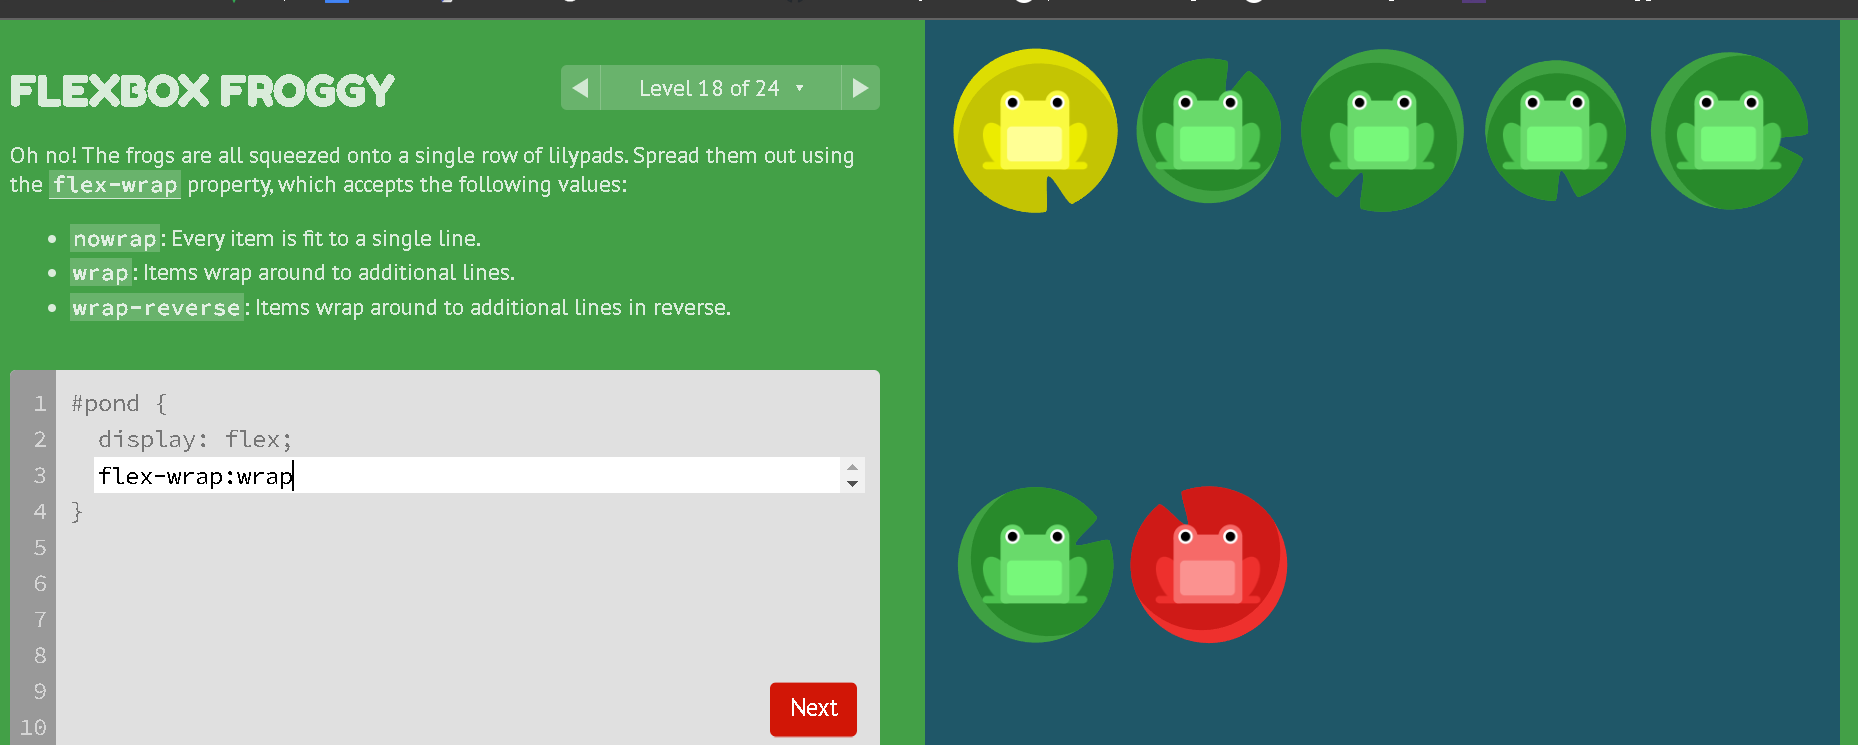 FLEXBOX FROGGY
Level 18 of 24
Oh no! The frogs are all squeezed onto a single row of lilypads. Spread them out using
the flex-wrap property, which accepts the following values:
nowrap: Every item is fit to a single line.
wrap: Items wrap around to additional lines.
wrap-reverse: Items wrap around to additional lines in reverse.
1 #pond {
2 display: flex;
3 flex-wrap:wrap
4 }
5
6
7
8
9
10
Next